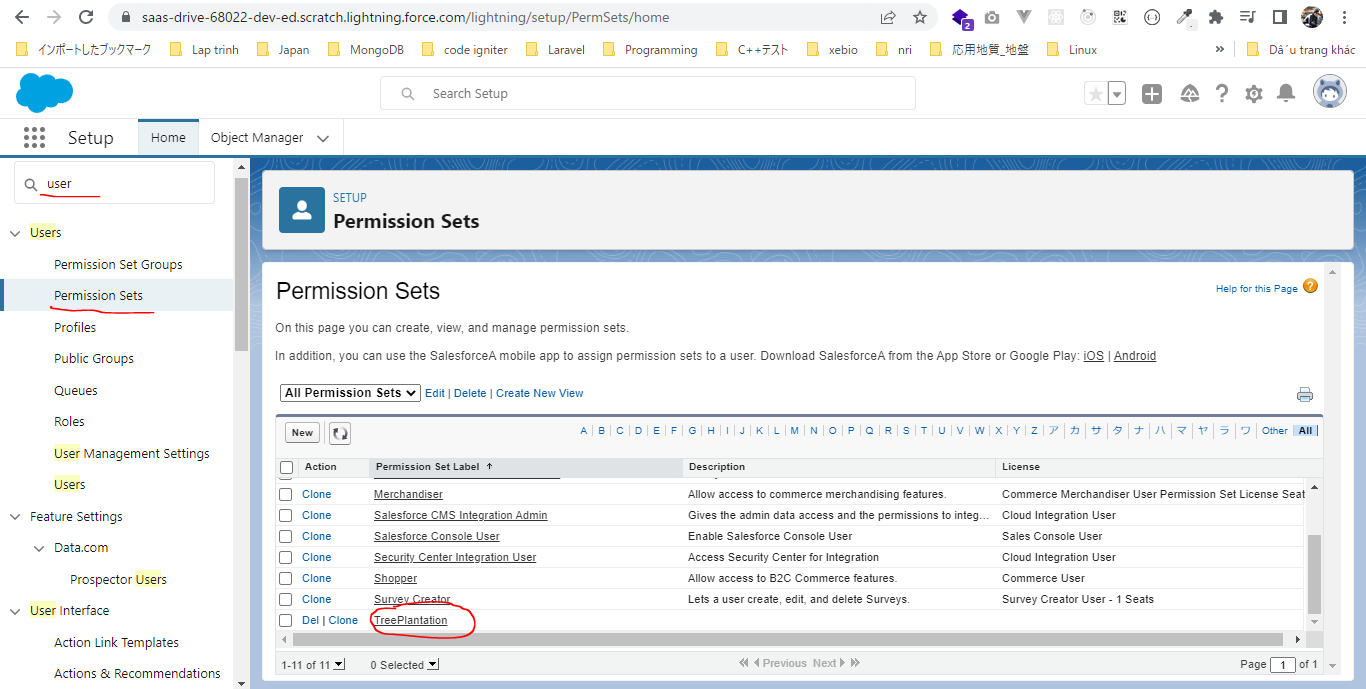 saas-drive-68022-dev-ed.scratch.lightning.force.com/lightning/setup/PermSets/home
2
インポートしたブックマーク Lap trinh Japan MongoDB code igniter Laravel Programming C++テスト xebio nri 応用地質_地盤 Linux » Dấu trang khác
Search Setup
Setup Home Object Manager
user
Users
Permission Set Groups
Permission Sets
Profiles
Public Groups
Queues
Roles
User Management Settings
Users
Feature Settings
Data.com
Prospector Users
User Interface
Action Link Templates
Actions & Recommendations
SETUP
Permission Sets
Permission Sets
Help for this Page ?
On this page you can create, view, and manage permission sets.
In addition, you can use the SalesforceA mobile app to assign permission sets to a user. Download SalesforceA from the App Store or Google Play: iOS | Android
All Permission Sets Edit | Delete | Create New View
New A | B | C | D | E | F | G | H | I | J | K | L | M | N | O | P | Q | R | S | T | U | V | W | X | Y | Z | ア | カ | サ | タ | ナ | ハ | マ | ヤ | ラ | ワ | Other | All
Action Permission Set Label ↑ Description License
Clone Merchandiser Allow access to commerce merchandising features. Commerce Merchandiser User Permission Set License Seat
Clone Salesforce CMS Integration Admin Gives the admin data access and the permissions to integ... Cloud Integration User
Clone Salesforce Console User Enable Salesforce Console User Sales Console User
Clone Security Center Integration User Access Security Center for Integration Cloud Integration User
Clone Shopper Allow access to B2C Commerce features. Commerce User
Clone Survey Creator Lets a user create, edit, and delete Surveys. Survey Creator User - 1 Seats
Del | Clone TreePlantation
1-11 of 11 0 Selected Previous Next Page 1 of 1